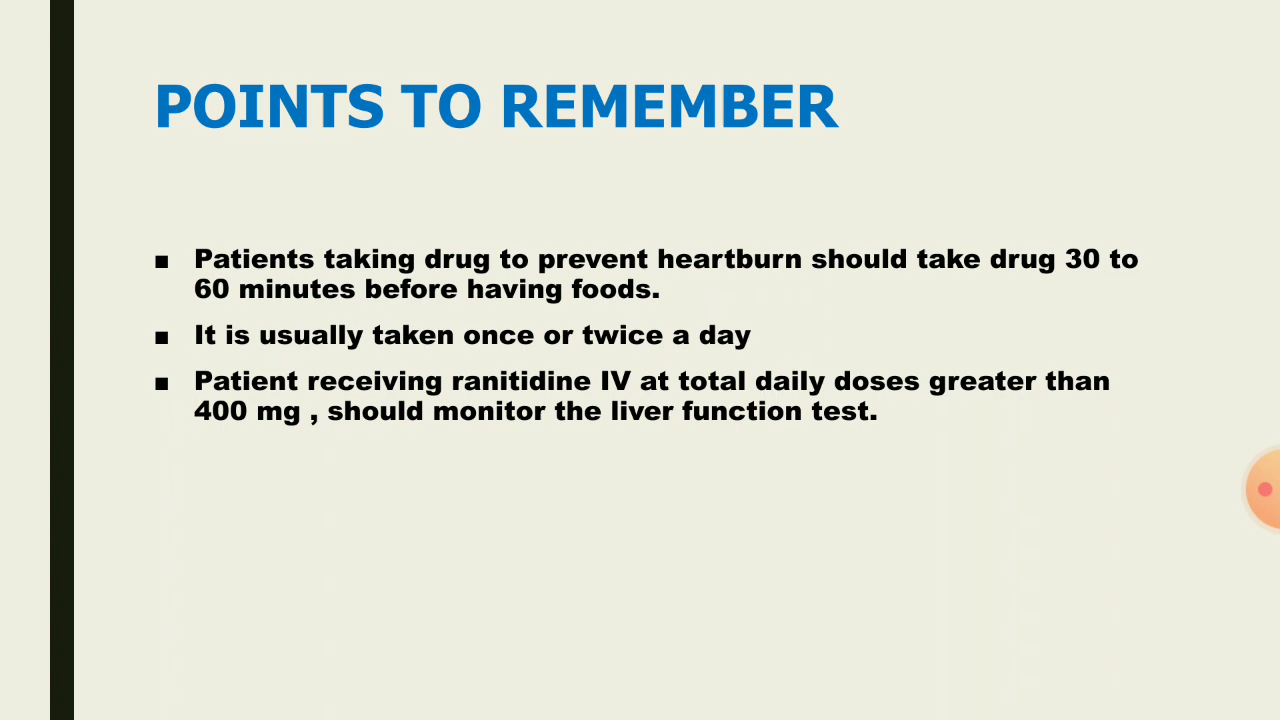 POINTS TO REMEMBER
▪ Patients taking drug to prevent heartburn should take drug 30 to
60 minutes before having foods.
▪ It is usually taken once or twice a day
▪ Patient receiving ranitidine IV at total daily doses greater than
400 mg , should monitor the liver function test.